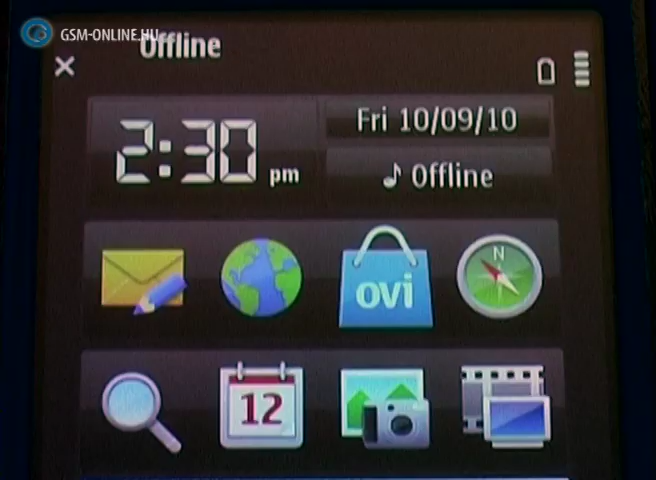 GSM-ONLINE.HU
Offline
2:30 pm
Fri 10/09/10
Offline
N
ovi
12